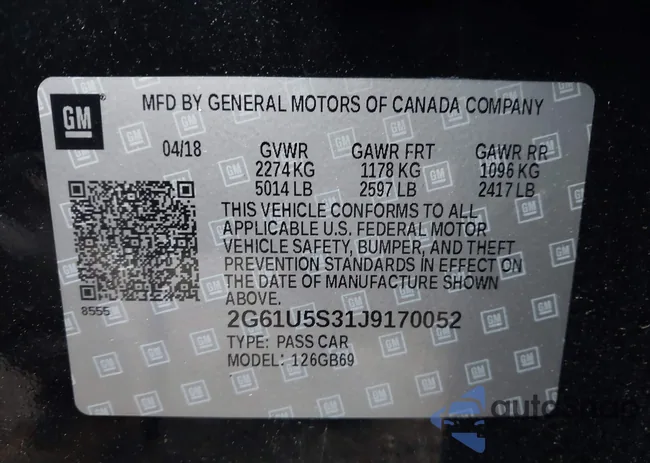 GM
MFD BY GENERAL MOTORS OF CANADA COMPANY
04/18 GVWR GAWR FRT GAWR RR
2274 KG 1178 KG 1096 KG
5014 LB 2597 LB 2417 LB
THIS VEHICLE CONFORMS TO ALL
APPLICABLE U.S. FEDERAL MOTOR
VEHICLE SAFETY, BUMPER, AND THEFT
PREVENTION STANDARDS IN EFFECT ON
THE DATE OF MANUFACTURE SHOWN
ABOVE.
8555
2G61U5S31J9170052
TYPE: PASS CAR
MODEL: 126GB69